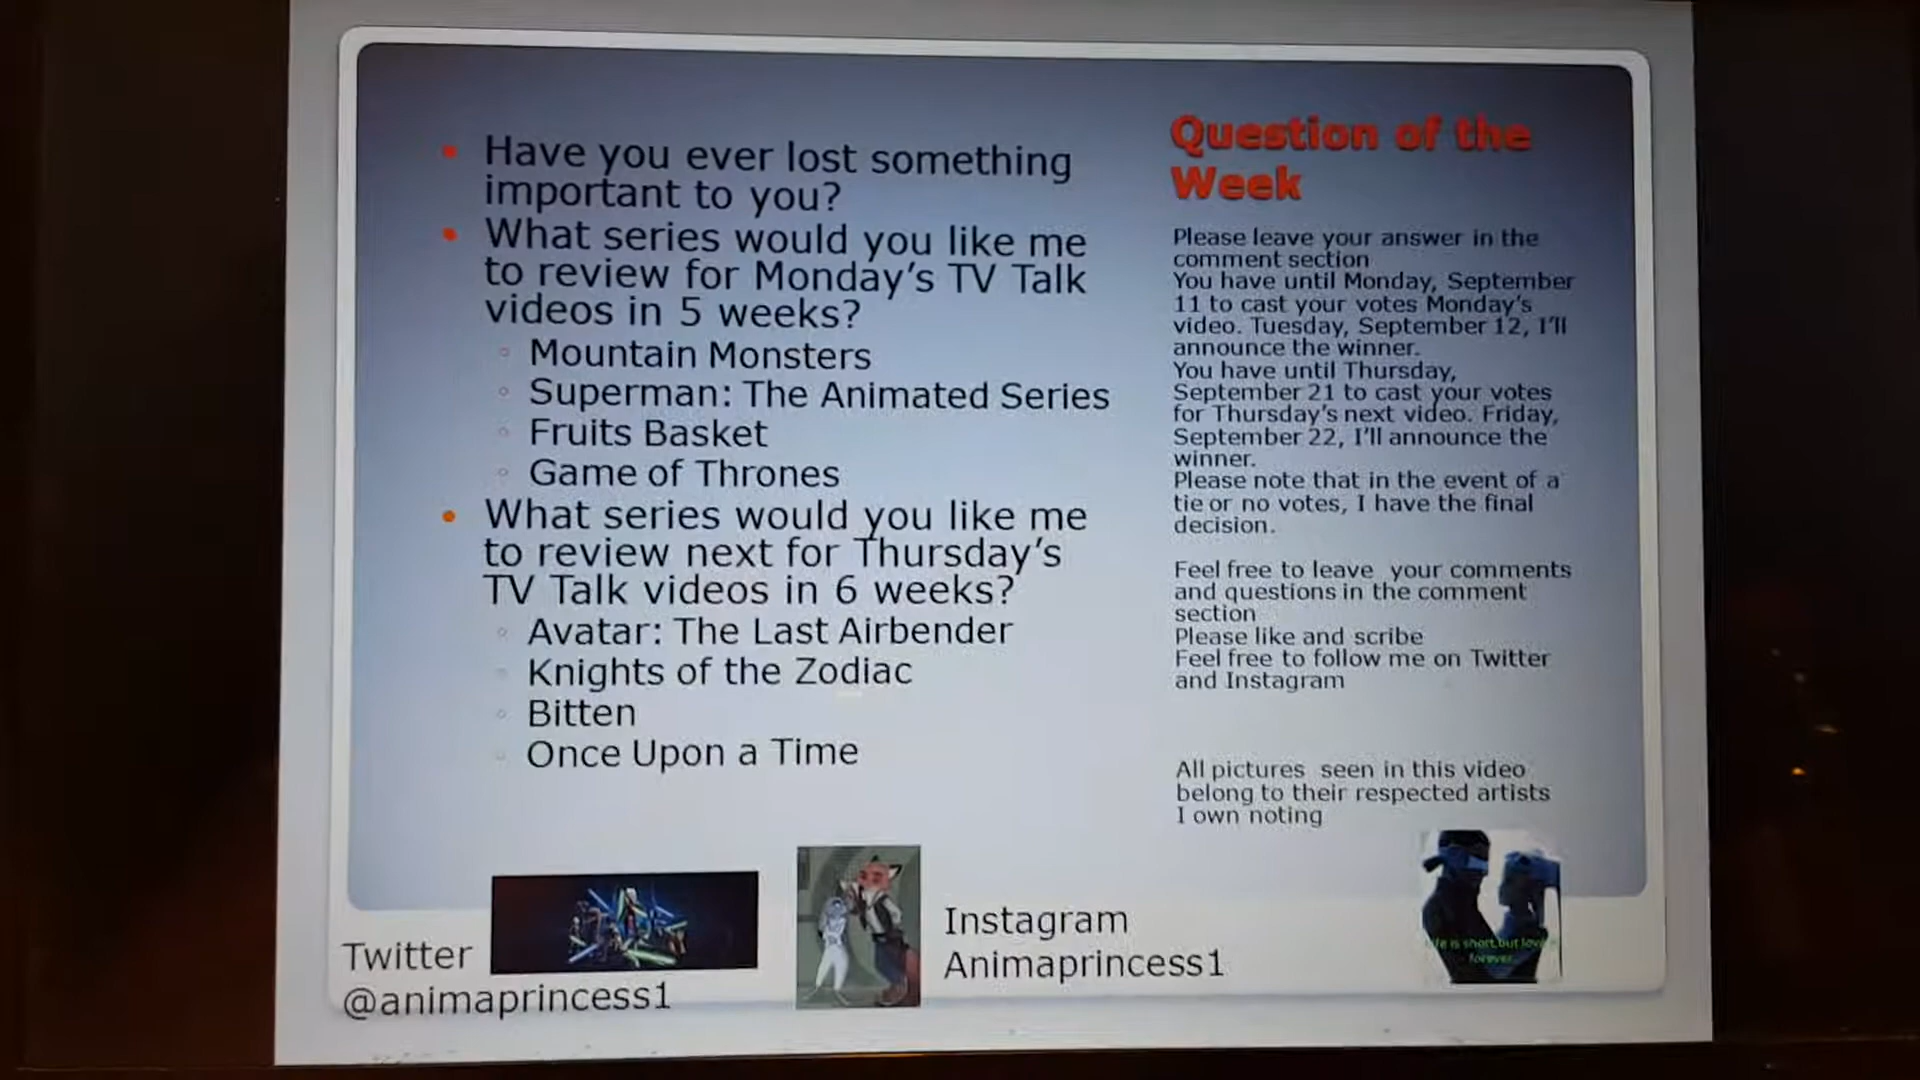 Have you ever lost something
important to you?
What series would you like me
to review for Monday's TV Talk
videos in 5 weeks?
Mountain Monsters
Superman: The Animated Series
Fruits Basket
Game of Thrones
What series would you like me
to review next for Thursday's
TV Talk videos in 6 weeks?
Avatar: The Last Airbender
Knights of the Zodiac
Bitten
Once Upon a Time
Question of the
Week
Please leave your answer in the
comment section
You have until Monday, September
11 to cast your votes Monday's
video. Tuesday, September 12, I'll
announce the winner.
You have until Thursday,
September 21 to cast your votes
for Thursday's next video. Friday,
September 22, I'll announce the
winner.
Please note that in the event of a
tie or no votes, I have the final
decision.
Feel free to leave your comments
and questions in the comment
section
Please like and scribe
Feel free to follow me on Twitter
and Instagram
All pictures seen in this video
belong to their respected artists
I own noting
Twitter
@animaprincess1
Instagram
Animaprincess1
is short but
forever